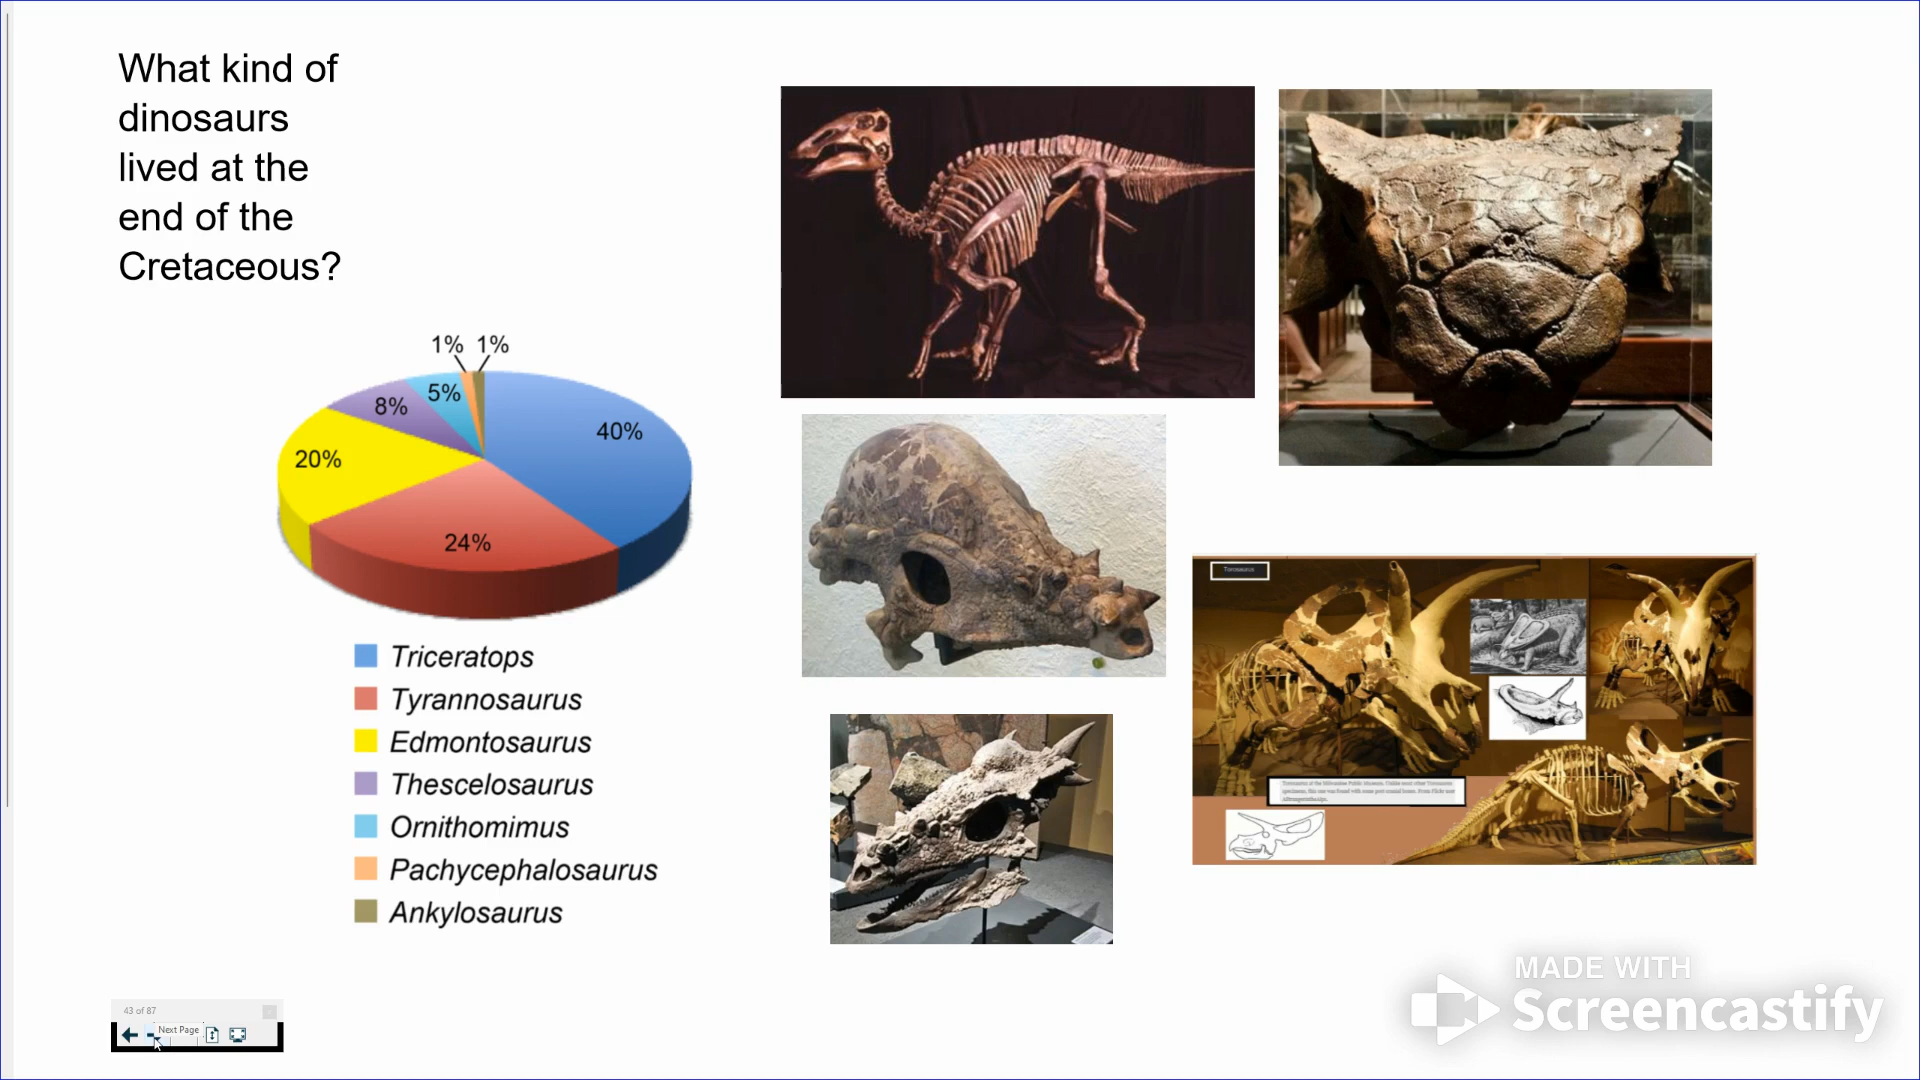 What kind of
dinosaurs
lived at the
end of the
Cretaceous?
1% 1%
5%
8%
40%
20%
24%
Triceratops
Tyrannosaurus
Edmontosaurus
Thescelosaurus
Ornithomimus
Pachycephalosaurus
Ankylosaurus
Torosaurus
43 of 87
Next Page
MADE WITH
Screencastify